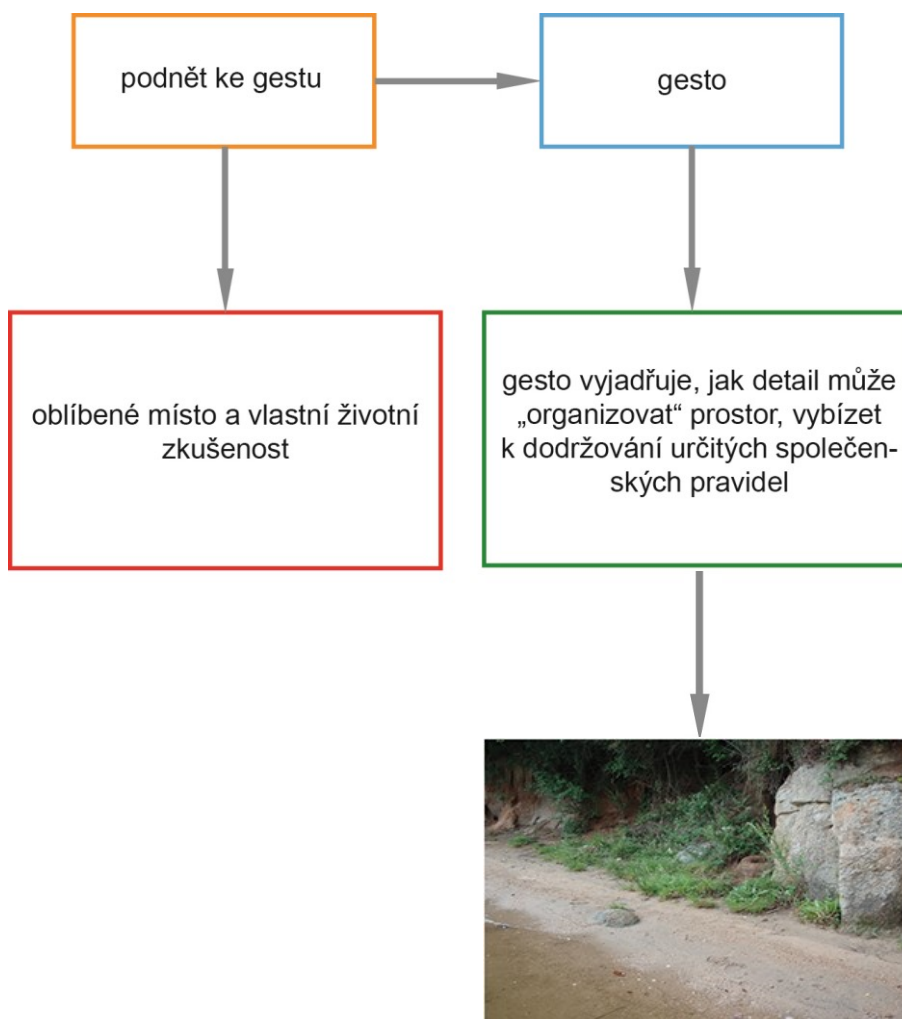 podnět ke gestu
gesto
oblíbené místo a vlastní životní
zkušenost
gesto vyjadřuje, jak detail může
„organizovat“ prostor, vybízet
k dodržování určitých společen-
ských pravidel